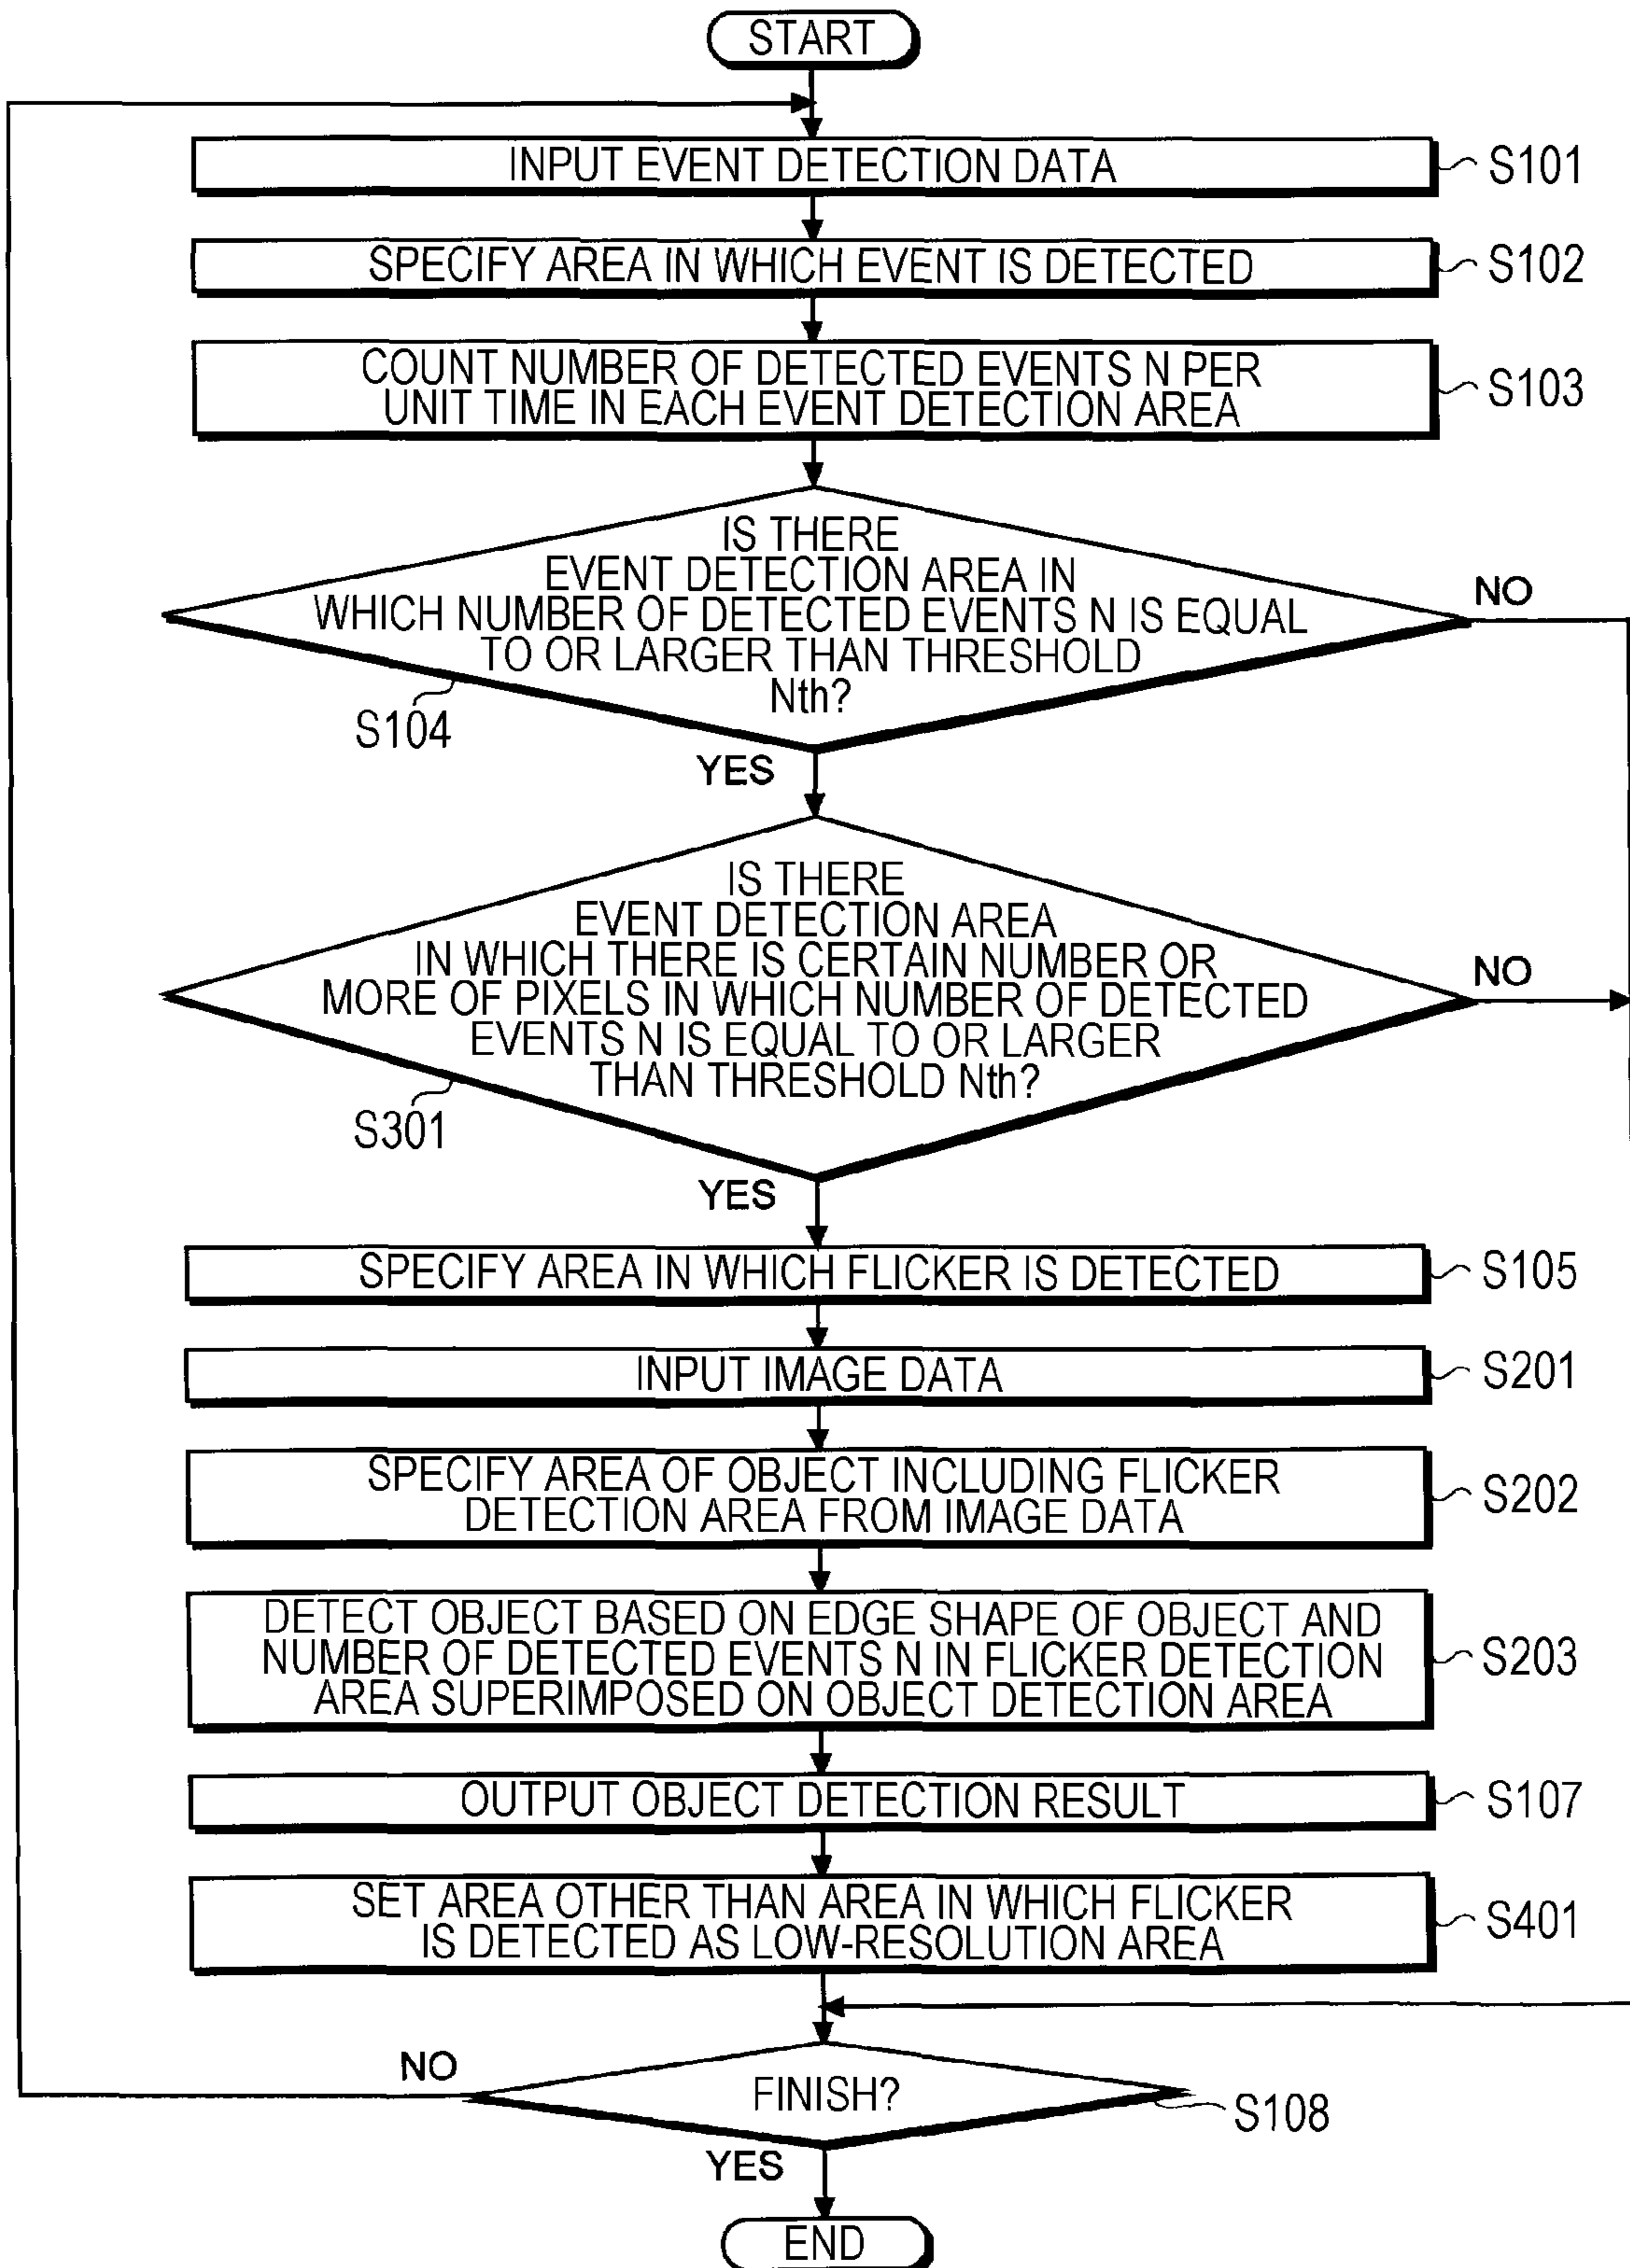 START
INPUT EVENT DETECTION DATA
S101
SPECIFY AREA IN WHICH EVENT IS DETECTED
S102
COUNT NUMBER OF DETECTED EVENTS N PER
UNIT TIME IN EACH EVENT DETECTION AREA
S103
IS THERE
EVENT DETECTION AREA IN
WHICH NUMBER OF DETECTED EVENTS N IS EQUAL
TO OR LARGER THAN THRESHOLD
Nth?
NO
S104
YES
IS THERE
EVENT DETECTION AREA
IN WHICH THERE IS CERTAIN NUMBER OR
MORE OF PIXELS IN WHICH NUMBER OF DETECTED
EVENTS N IS EQUAL TO OR LARGER
THAN THRESHOLD Nth?
NO
S301
YES
SPECIFY AREA IN WHICH FLICKER IS DETECTED
S105
INPUT IMAGE DATA
S201
SPECIFY AREA OF OBJECT INCLUDING FLICKER
DETECTION AREA FROM IMAGE DATA
S202
DETECT OBJECT BASED ON EDGE SHAPE OF OBJECT AND
NUMBER OF DETECTED EVENTS N IN FLICKER DETECTION
AREA SUPERIMPOSED ON OBJECT DETECTION AREA
S203
OUTPUT OBJECT DETECTION RESULT
S107
SET AREA OTHER THAN AREA IN WHICH FLICKER
IS DETECTED AS LOW-RESOLUTION AREA
S401
NO
FINISH?
S108
YES
END